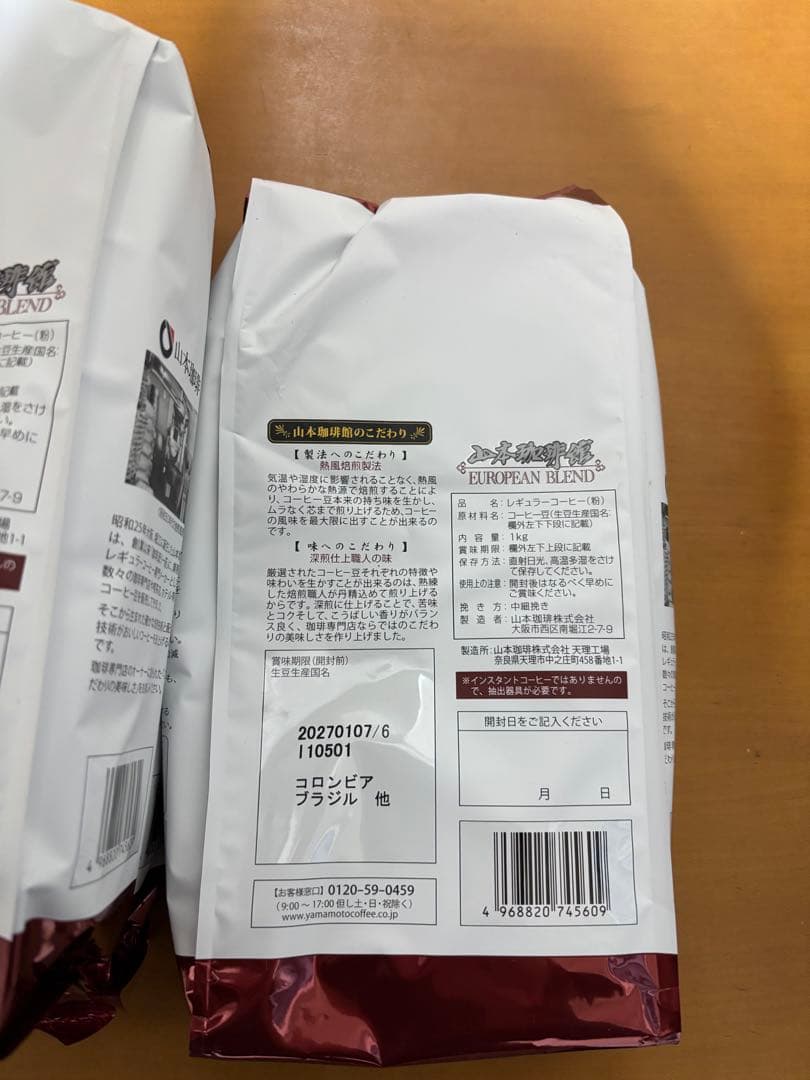 BLEND
コーヒー(粉)
7-9
山本珈琲
4 968820 745609
山本珈琲館のこだわり
【 製法へのこだわり 】
熱風焙煎製法
気温や湿度に影響されることなく、熱風
のやわらかな熱源で焙煎することによ
り、コーヒー豆本来の持ち味を生かし、
ムラなく芯まで煎り上げるため、コーヒー
の風味を最大限に出すことが出来るの
です。
【 味へのこだわり 】
深煎仕上職人の味
厳選されたコーヒー豆それぞれの特徴や
味わいを生かすことが出来るのは、熟練
した焙煎職人が丹精込めて煎り上げる
からです。深煎に仕上げることで、苦味
とコクそして、こうばしい香りがバラン
ス良く、珈琲専門店ならではのこだわり
の美味しさを作り上げました。
賞味期限(開封前)
生豆生産国名
20270107/6
I10501
コロンビア
ブラジル 他
【お客様窓口】0120-59-0459
(9:00~17:00 但し土・日・祝除く)
www.yamamotocoffee.co.jp
山本珈琲館
EUROPEAN BLEND
品 名: レギュラーコーヒー(粉)
原材料名: コーヒー豆(生豆生産国名:
欄外左下下段に記載)
内 容 量: 1kg
賞味期限: 欄外左下上段に記載
保存方法: 直射日光、高温多湿をさけ
て保存してください。
使用上の注意: 開封後はなるべく早めに
ご賞味ください。
挽 き 方: 中細挽き
製 造 者: 山本珈琲株式会社
大阪市西区南堀江2-7-9
製造所: 山本珈琲株式会社 天理工場
奈良県天理市中之庄町458番地1-1
※インスタントコーヒーではありませんの
で、抽出器具が必要です。
開封日をご記入ください
月 日
4 968820 745609